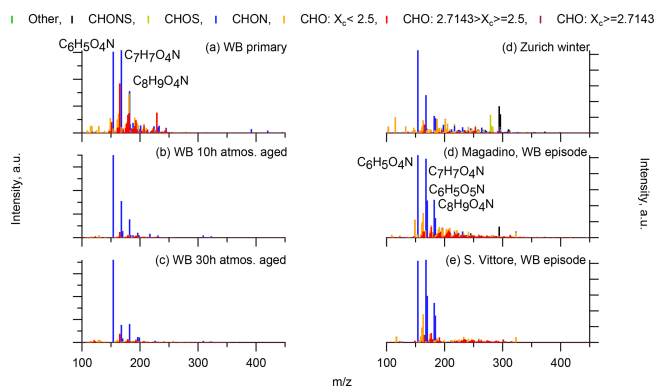 Other, CHONS, CHOS, CHON, CHO: Xc< 2.5, CHO: 2.7143>Xc>=2.5, CHO: Xc>=2.7143
(a) WB primary
C6H5O4N
C7H7O4N
C8H9O4N
(b) WB 10h atmos. aged
(c) WB 30h atmos. aged
Intensity, a.u.
100 200 300 400
(d) Zurich winter
(d) Magadino, WB episode
C6H5O4N
C7H7O4N
C6H5O5N
C8H9O4N
(e) S. Vittore, WB episode
Intensity, a.u.
100 200 300 400
m/z